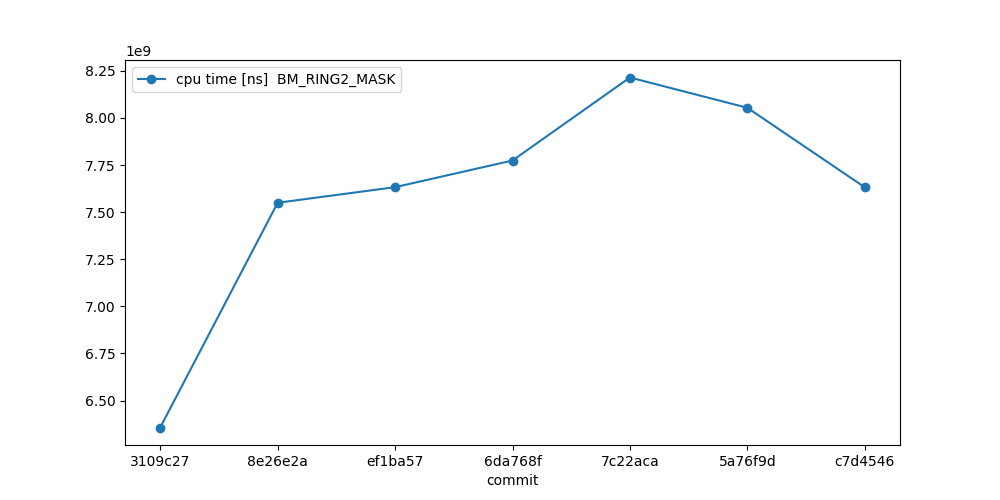 1e9
cpu time [ns]  BM_RING2_MASK
8.25
8.00
7.75
7.50
7.25
7.00
6.75
6.50
3109c27 8e26e2a ef1ba57 6da768f 7c22aca 5a76f9d c7d4546
commit